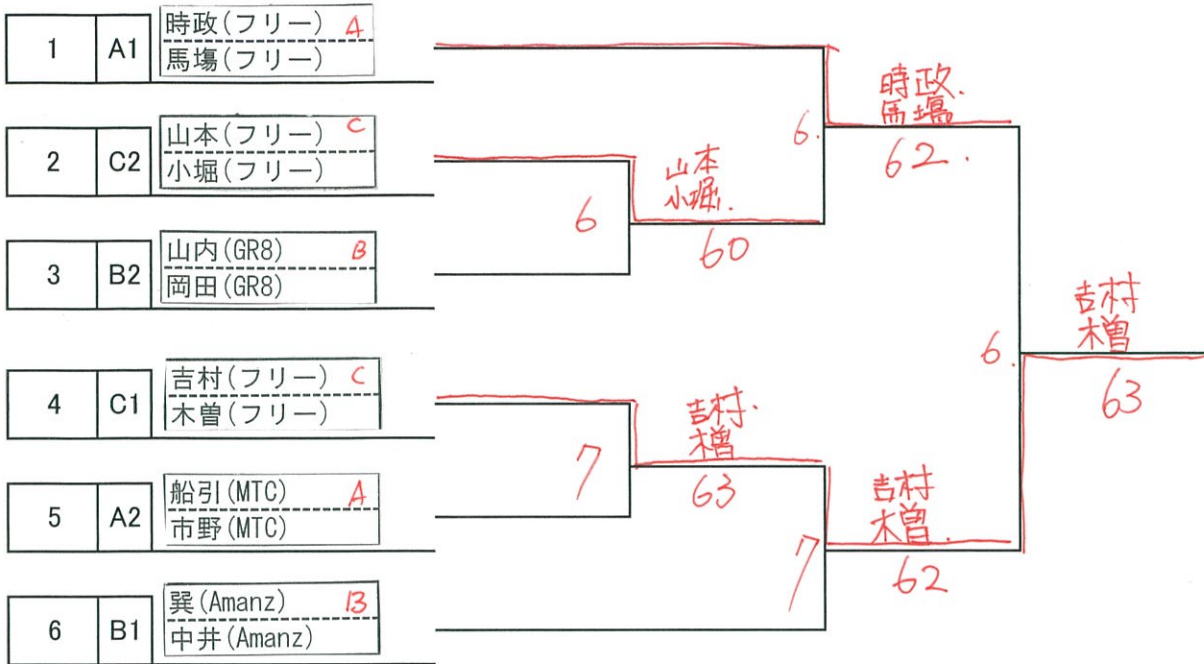 1 A1 時政(フリー) A
馬塲(フリー)
2 C2 山本(フリー) C
小堀(フリー)
3 B2 山内(GR8) B
岡田(GR8)
4 C1 吉村(フリー) C
木曽(フリー)
5 A2 船引(MTC) A
市野(MTC)
6 B1 巽(Amanz) B
中井(Amanz)
6
山本
小堀.
60
7
吉村.
木曽
63
6.
時政.
馬塲
62.
7
吉村
木曽.
62
6.
吉村
木曽
63